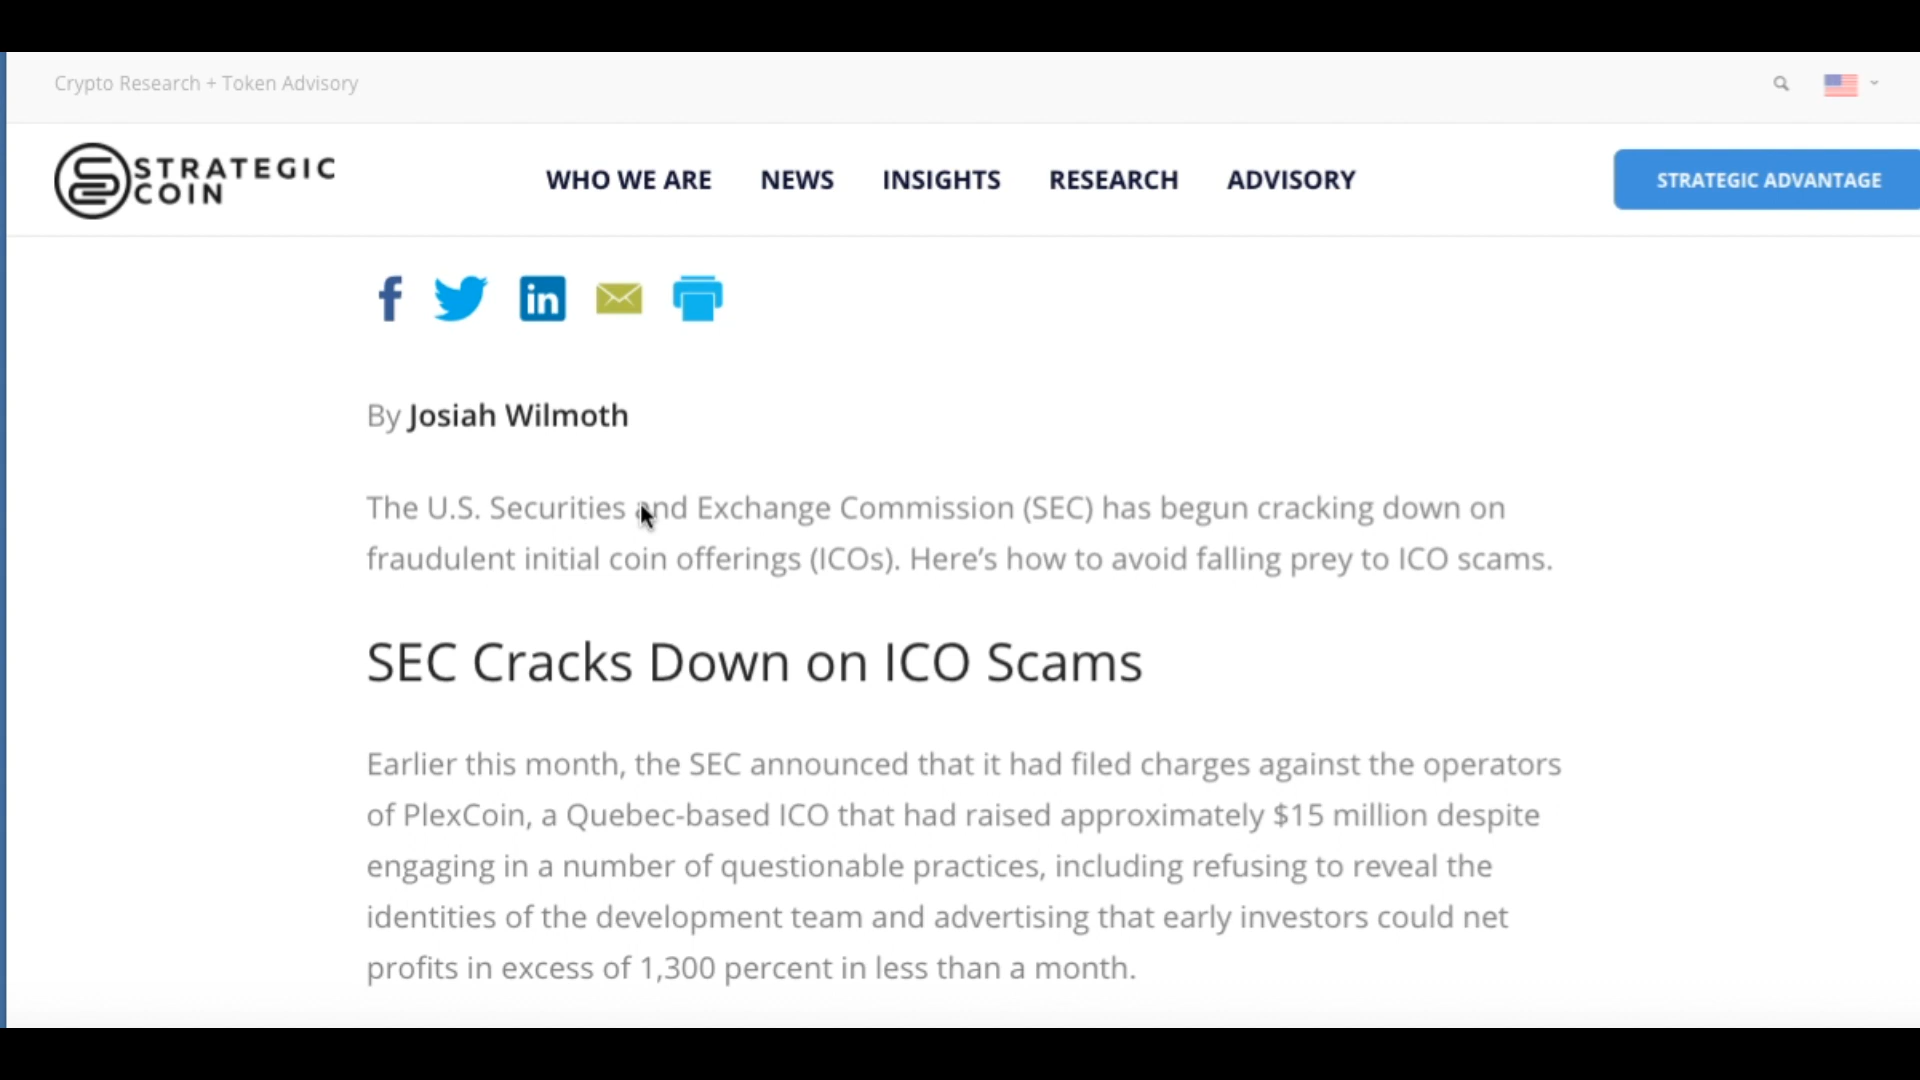 Crypto Research + Token Advisory
STRATEGIC
COIN
WHO WE ARE NEWS INSIGHTS RESEARCH ADVISORY
STRATEGIC ADVANTAGE
f in
By Josiah Wilmoth
The U.S. Securities and Exchange Commission (SEC) has begun cracking down on
fraudulent initial coin offerings (ICOs). Here’s how to avoid falling prey to ICO scams.
SEC Cracks Down on ICO Scams
Earlier this month, the SEC announced that it had filed charges against the operators
of PlexCoin, a Quebec-based ICO that had raised approximately $15 million despite
engaging in a number of questionable practices, including refusing to reveal the
identities of the development team and advertising that early investors could net
profits in excess of 1,300 percent in less than a month.